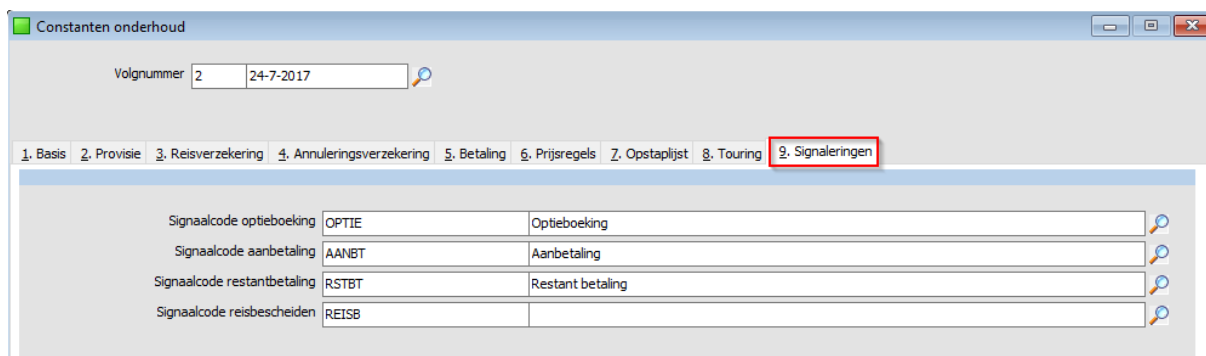 Constanten onderhoud
Volgnummer 2 24-7-2017
1. Basis 2. Provisie 3. Reisverzekering 4. Annuleringsverzekering 5. Betaling 6. Prijsregels 7. Opstaplijst 8. Touring 9. Signaleringen
Signaalcode optieboeking OPTIE Optieboeking
Signaalcode aanbetaling AANBT Aanbetaling
Signaalcode restantbetaling RSTBT Restant betaling
Signaalcode reisbescheiden REISB